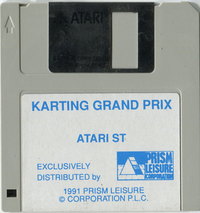 ATARI
KARTING GRAND PRIX
ATARI ST
EXCLUSIVELY
DISTRIBUTED BY
PRISM
LEISURE
CORPORATION
1991 PRISM LEISURE
© CORPORATION P.L.C.